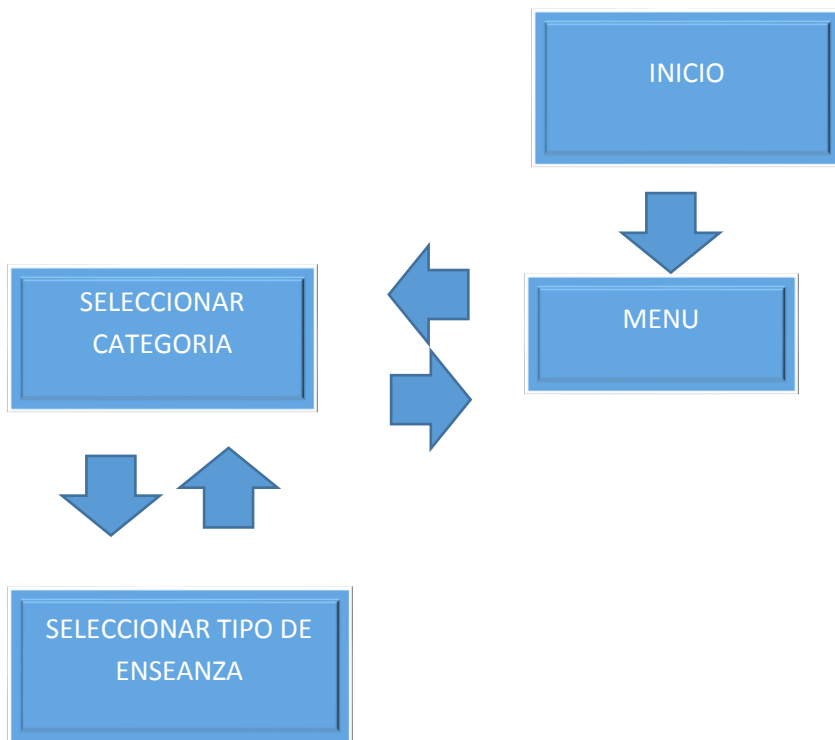 INICIO
MENU
SELECCIONAR
CATEGORIA
SELECCIONAR TIPO DE
ENSEANZA